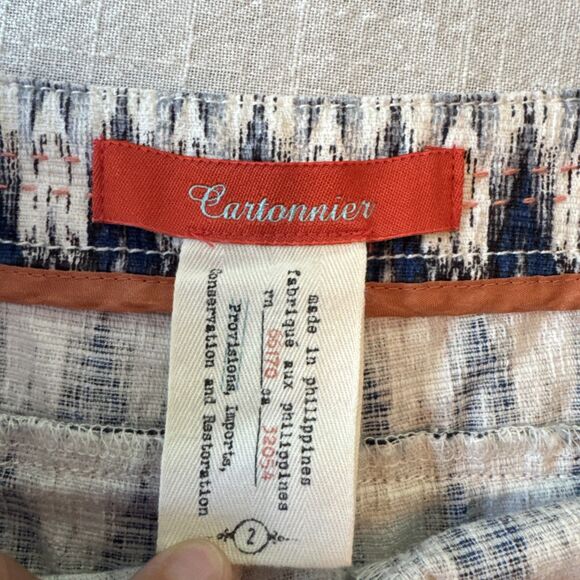 Cartonnier
made in philippines
fabriqué aux philippines
rn 66170 ca 32054
Provisions, Imports,
Conservation and Restoration
2